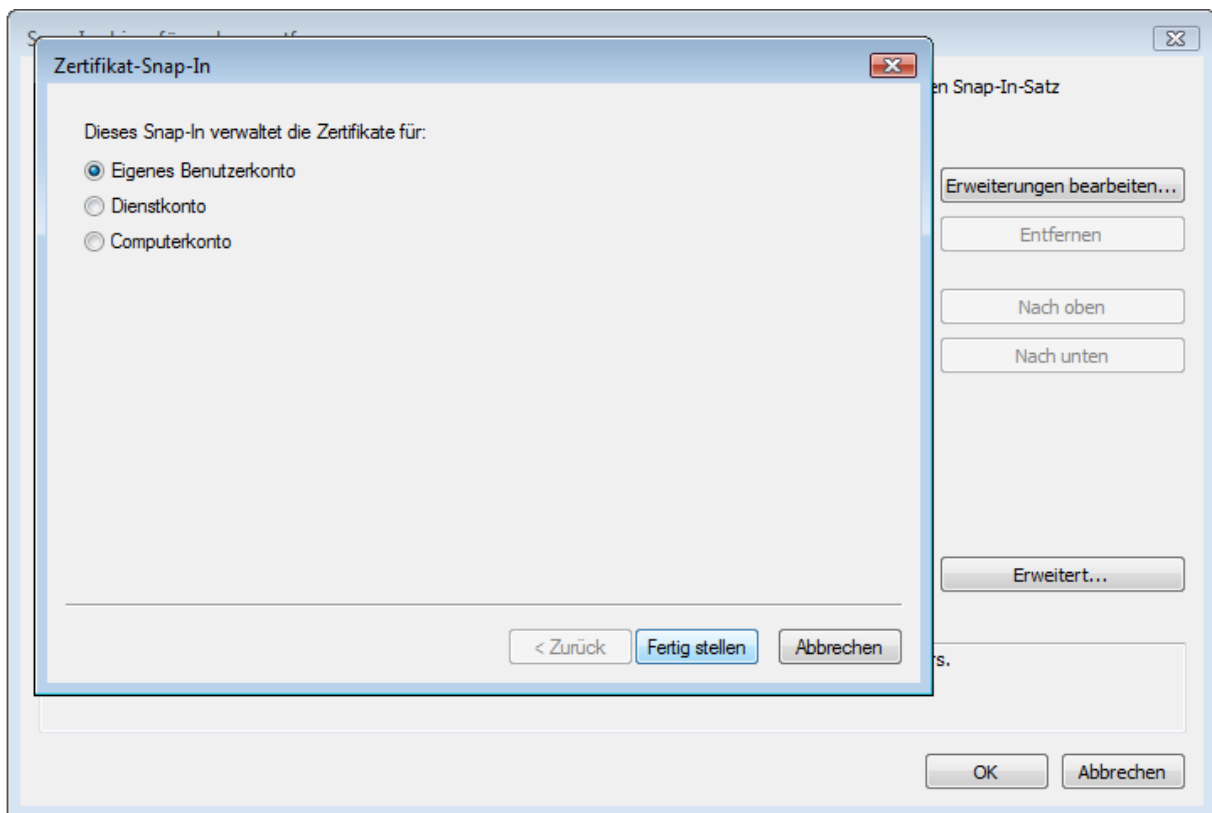 Zertifikat-Snap-In
en Snap-In-Satz
Dieses Snap-In verwaltet die Zertifikate für:
Eigenes Benutzerkonto
Dienstkonto
Computerkonto
Erweiterungen bearbeiten...
Entfernen
Nach oben
Nach unten
Erweitert...
< Zurück
Fertig stellen
Abbrechen
rs.
OK
Abbrechen